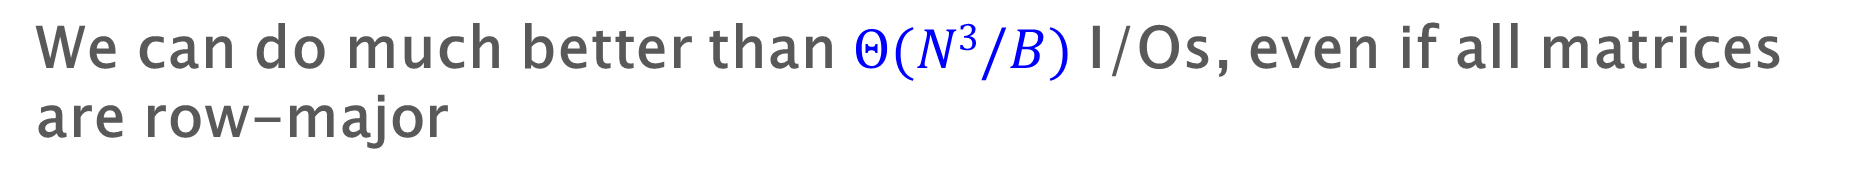 We can do much better than Θ(N³/B) I/Os, even if all matrices
are row-major